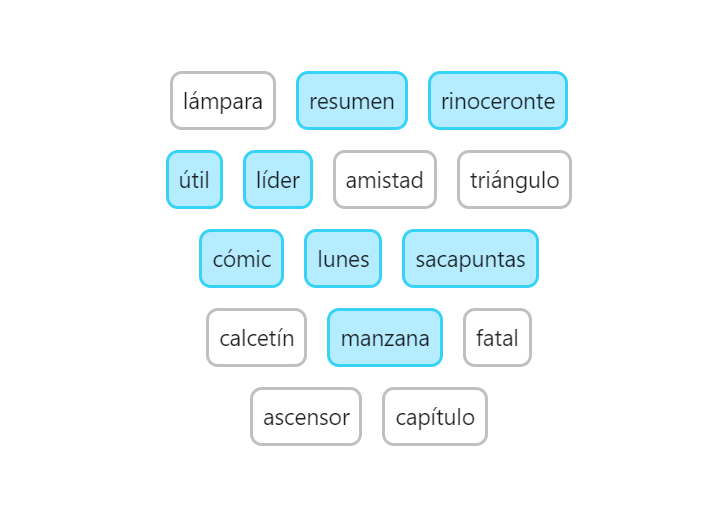 lámpara resumen rinoceronte
útil líder amistad triángulo
cómic lunes sacapuntas
calcetín manzana fatal
ascensor capítulo